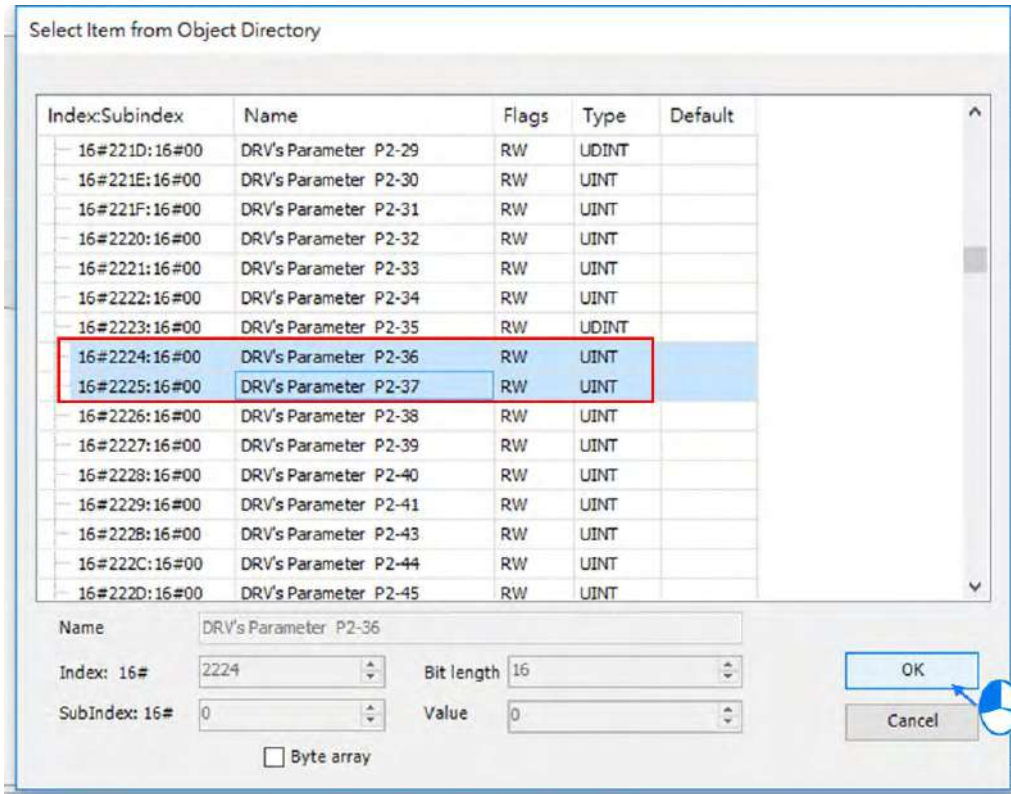 Select Item from Object Directory
Index:Subindex Name Flags Type Default
16#221D:16#00 DRV's Parameter P2-29 RW UDINT
16#221E:16#00 DRV's Parameter P2-30 RW UINT
16#221F:16#00 DRV's Parameter P2-31 RW UINT
16#2220:16#00 DRV's Parameter P2-32 RW UINT
16#2221:16#00 DRV's Parameter P2-33 RW UINT
16#2222:16#00 DRV's Parameter P2-34 RW UINT
16#2223:16#00 DRV's Parameter P2-35 RW UDINT
16#2224:16#00 DRV's Parameter P2-36 RW UINT
16#2225:16#00 DRV's Parameter P2-37 RW UINT
16#2226:16#00 DRV's Parameter P2-38 RW UINT
16#2227:16#00 DRV's Parameter P2-39 RW UINT
16#2228:16#00 DRV's Parameter P2-40 RW UINT
16#2229:16#00 DRV's Parameter P2-41 RW UINT
16#222B:16#00 DRV's Parameter P2-43 RW UINT
16#222C:16#00 DRV's Parameter P2-44 RW UINT
16#222D:16#00 DRV's Parameter P2-45 RW UINT
Name DRV's Parameter P2-36
Index: 16# 2224 Bit length 16 OK
SubIndex: 16# 0 Value 0 Cancel
Byte array